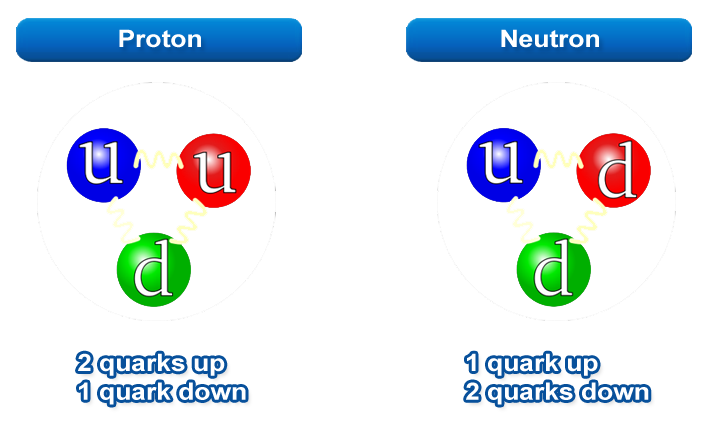 Proton
Neutron
u
u
d
u
d
d
2 quarks up
1 quark down
1 quark up
2 quarks down